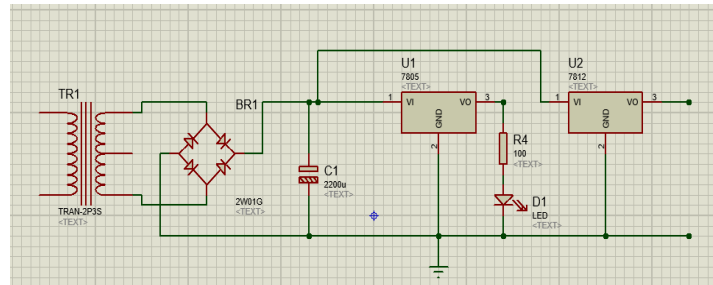 TR1
TRAN-2P3S
<TEXT>
BR1
2W01G
<TEXT>
C1
2200u
<TEXT>
U1
7805
<TEXT>
1
VI
VO
3
GND
2
R4
100
<TEXT>
D1
LED
<TEXT>
U2
7812
<TEXT>
1
VI
VO
3
GND
2